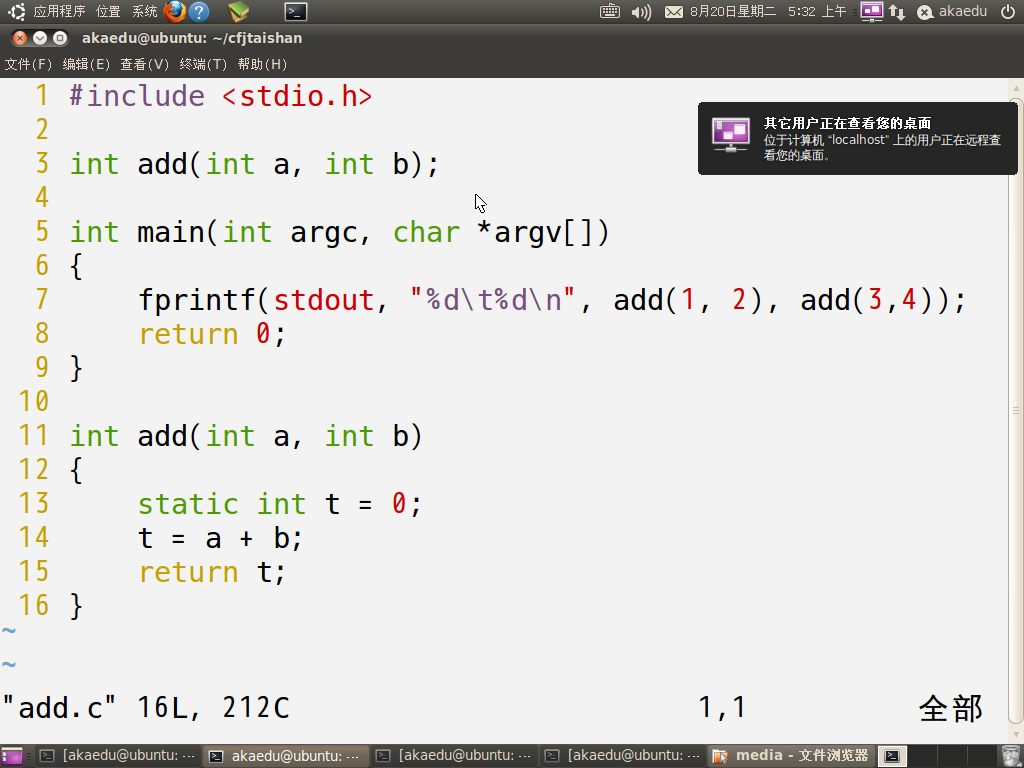 应用程序 位置 系统 8月20日星期二 5:32 上午 akaedu
akaedu@ubuntu: ~/cfjtaishan
文件(F) 编辑(E) 查看(V) 终端(T) 帮助(H)
其它用户正在查看您的桌面
位于计算机 “localhost” 上的用户正在远程查
看您的桌面。
1 #include <stdio.h>
2
3 int add(int a, int b);
4
5 int main(int argc, char *argv[])
6 {
7     fprintf(stdout, "%d\t%d\n", add(1, 2), add(3,4));
8     return 0;
9 }
10
11 int add(int a, int b)
12 {
13     static int t = 0;
14     t = a + b;
15     return t;
16 }
~
~
"add.c" 16L, 212C 1,1 全部
[akaedu@ubuntu: ... akaedu@ubuntu: ... [akaedu@ubuntu: ... [akaedu@ubuntu: ... media - 文件浏览器